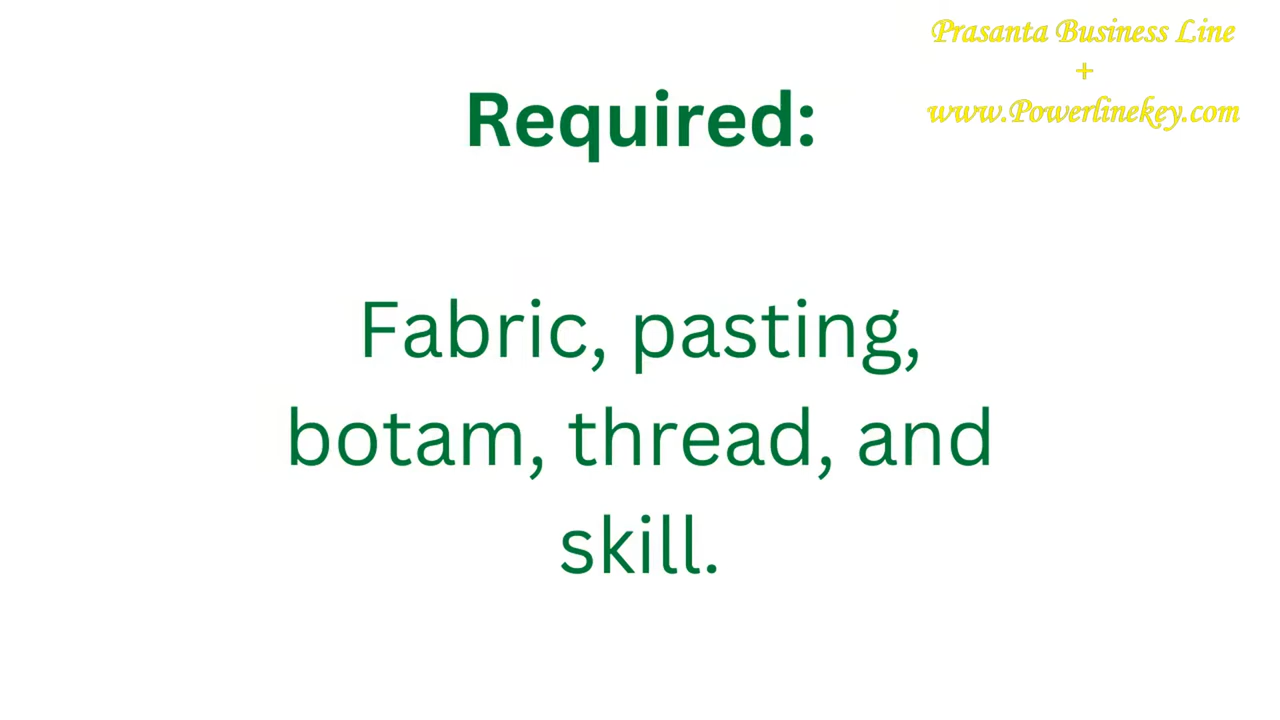 Prasanta Business Line
+
www.Powerlinekey.com
Required:
Fabric, pasting,
botam, thread, and
skill.